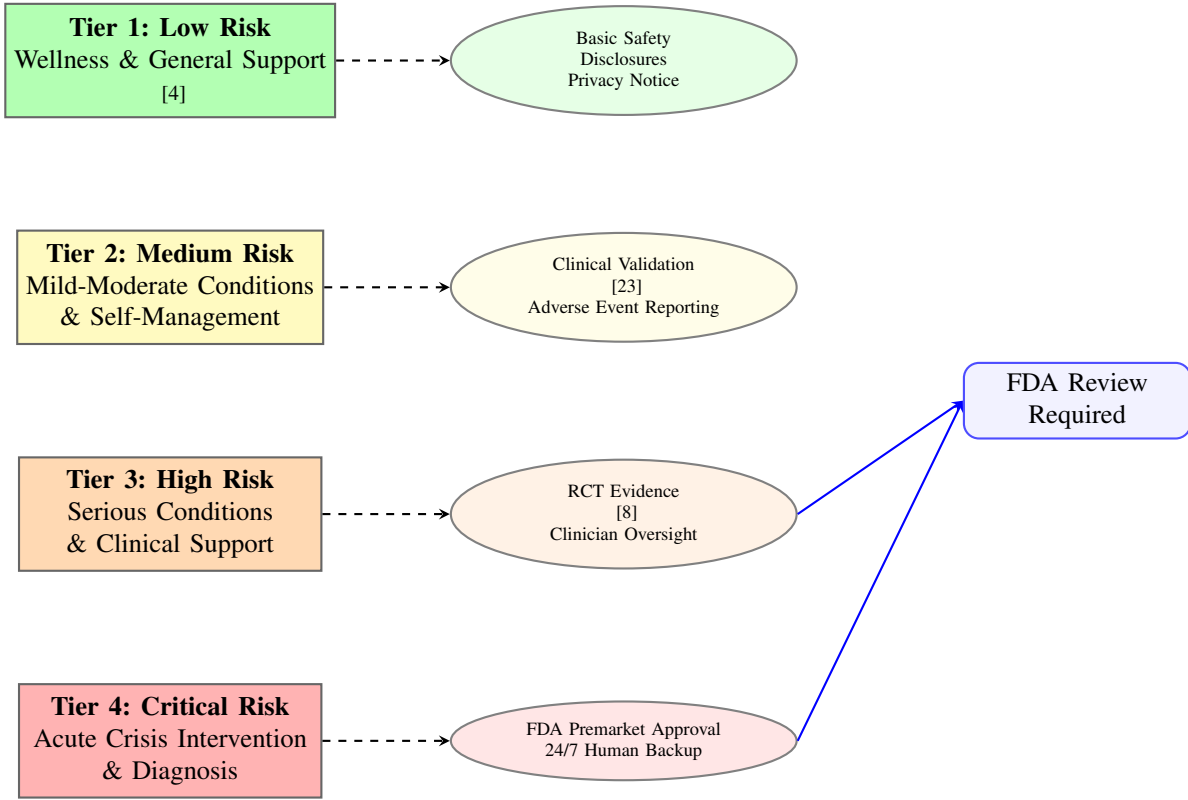 Tier 1: Low Risk
Wellness & General Support
[4]
Basic Safety
Disclosures
Privacy Notice
Tier 2: Medium Risk
Mild-Moderate Conditions
& Self-Management
Clinical Validation
[23]
Adverse Event Reporting
FDA Review
Required
Tier 3: High Risk
Serious Conditions
& Clinical Support
RCT Evidence
[8]
Clinician Oversight
Tier 4: Critical Risk
Acute Crisis Intervention
& Diagnosis
FDA Premarket Approval
24/7 Human Backup